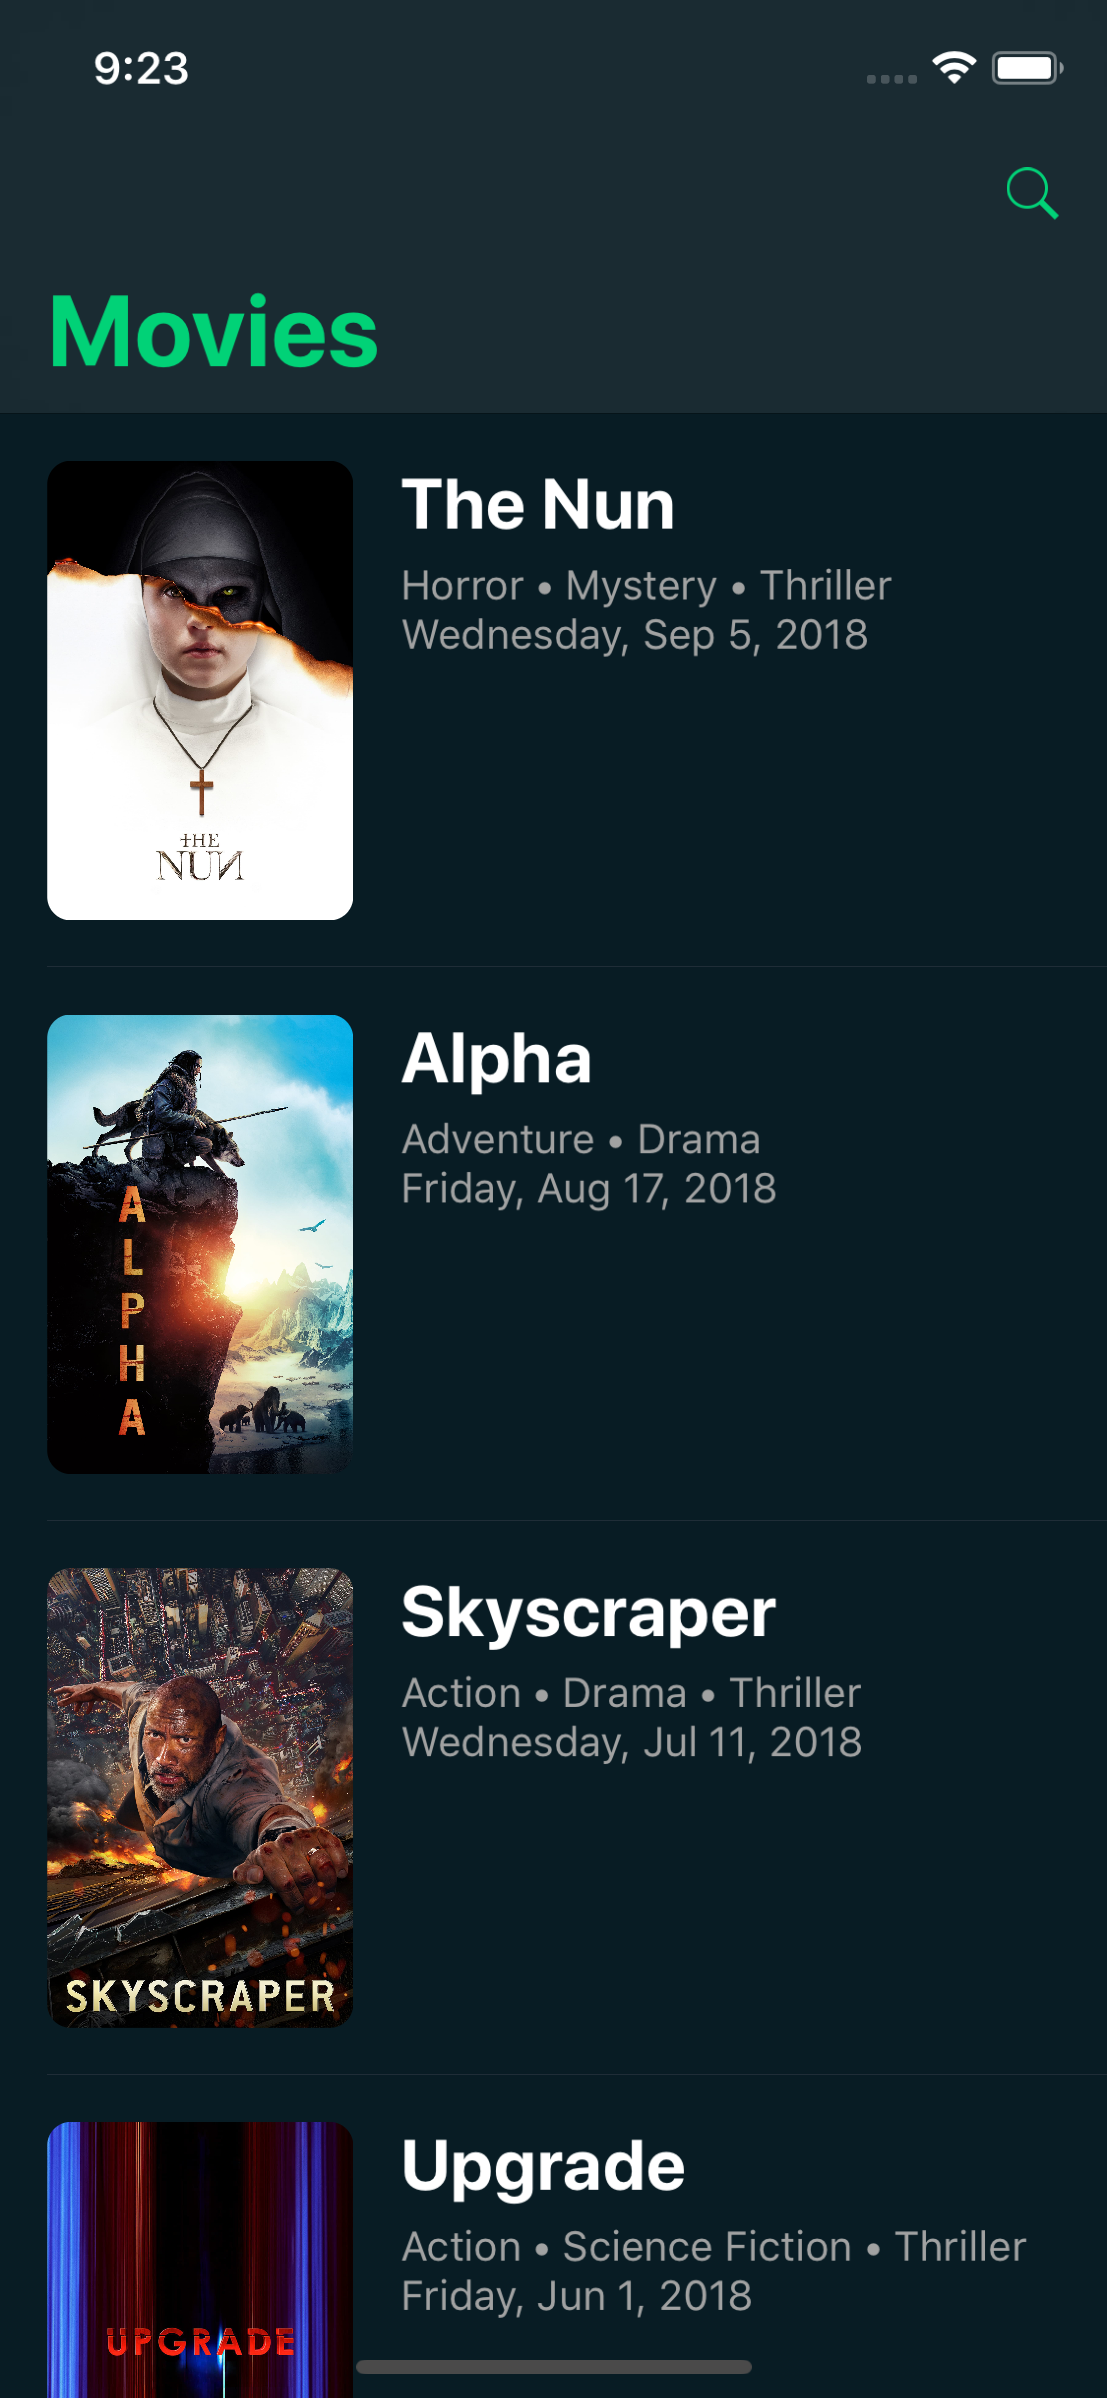 9:23
Movies
The Nun
Horror • Mystery • Thriller
Wednesday, Sep 5, 2018
THE
NUN
Alpha
Adventure • Drama
Friday, Aug 17, 2018
A
L
P
H
A
Skyscraper
Action • Drama • Thriller
Wednesday, Jul 11, 2018
SKYSCRAPER
Upgrade
Action • Science Fiction • Thriller
Friday, Jun 1, 2018
UPGRADE